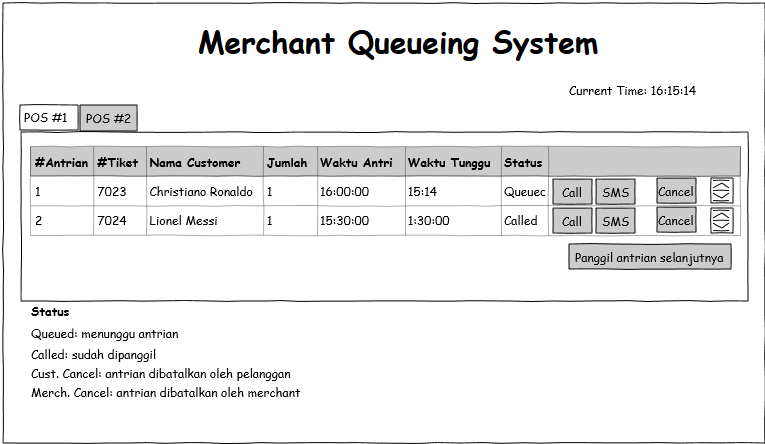 Merchant Queueing System
Current Time: 16:15:14
POS #1 POS #2
#Antrian #Tiket Nama Customer Jumlah Waktu Antri Waktu Tunggu Status
1 7023 Christiano Ronaldo 1 16:00:00 15:14 Queuec Call SMS Cancel
2 7024 Lionel Messi 1 15:30:00 1:30:00 Called Call SMS Cancel
Panggil antrian selanjutnya
Status
Queued: menunggu antrian
Called: sudah dipanggil
Cust. Cancel: antrian dibatalkan oleh pelanggan
Merch. Cancel: antrian dibatalkan oleh merchant